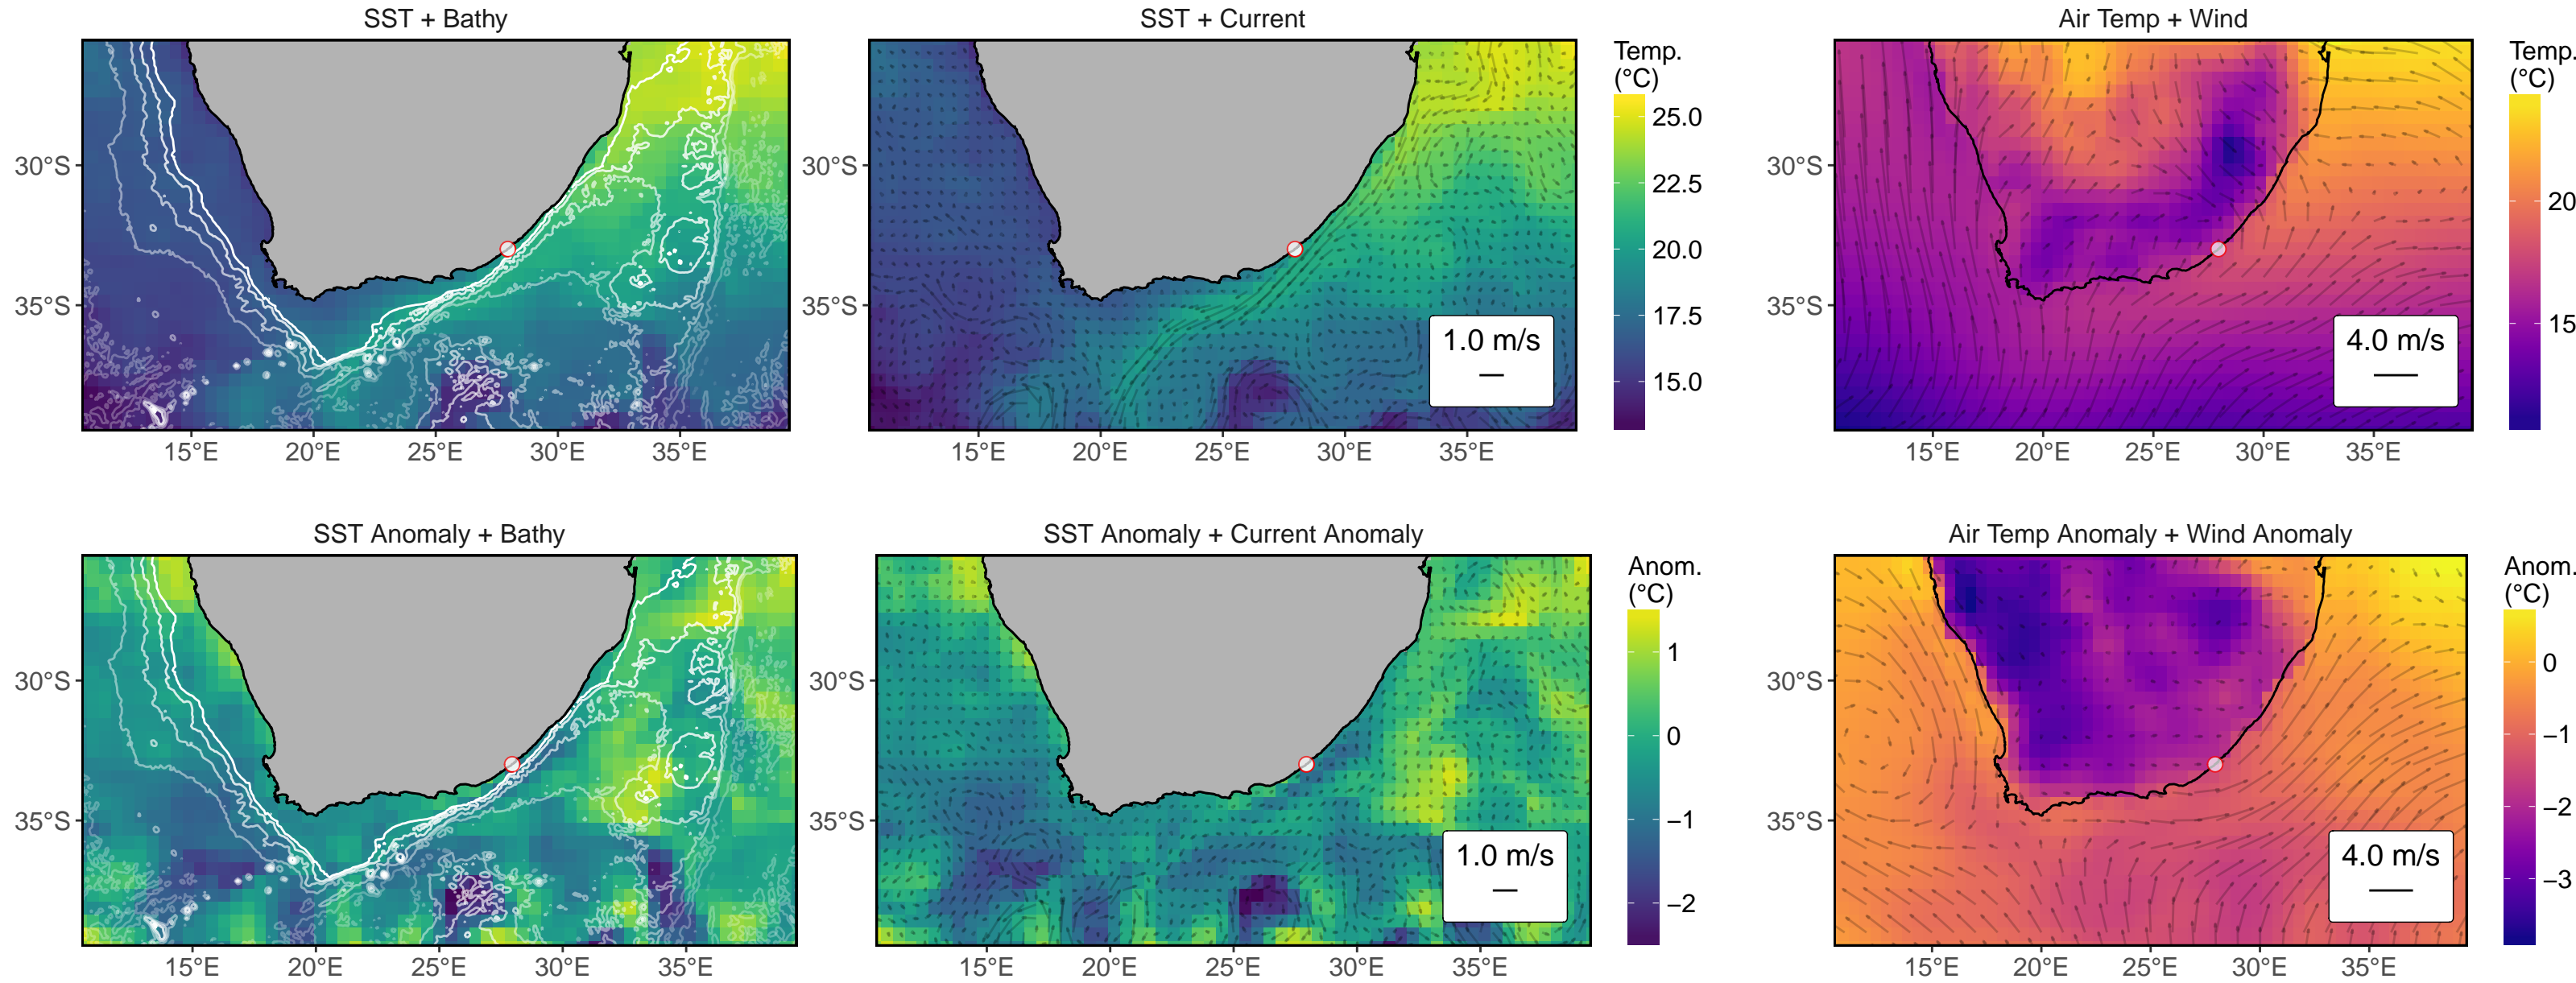 SST + Bathy
SST + Current
Air Temp + Wind
30°S
35°S
15°E
20°E
25°E
30°E
35°E
30°S
35°S
15°E
20°E
25°E
30°E
35°E
1.0 m/s
Temp.
(°C)
25.0
22.5
20.0
17.5
15.0
30°S
35°S
15°E
20°E
25°E
30°E
35°E
4.0 m/s
Temp.
(°C)
20
15
SST Anomaly + Bathy
SST Anomaly + Current Anomaly
Air Temp Anomaly + Wind Anomaly
30°S
35°S
15°E
20°E
25°E
30°E
35°E
30°S
35°S
15°E
20°E
25°E
30°E
35°E
1.0 m/s
Anom.
(°C)
1
0
−1
−2
30°S
35°S
15°E
20°E
25°E
30°E
35°E
4.0 m/s
Anom.
(°C)
0
−1
−2
−3